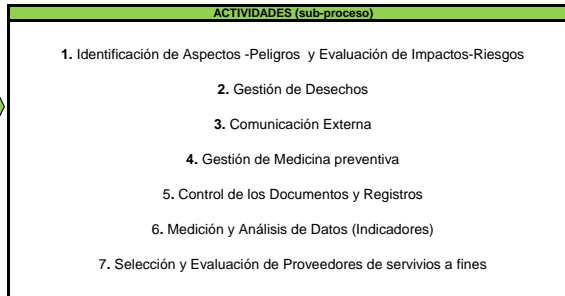 ACTIVIDADES (sub-proceso)
1. Identificación de Aspectos -Peligros y Evaluación de Impactos-Riesgos
2. Gestión de Desechos
3. Comunicación Externa
4. Gestión de Medicina preventiva
5. Control de los Documentos y Registros
6. Medición y Análisis de Datos (Indicadores)
7. Selección y Evaluación de Proveedores de servivios a fines